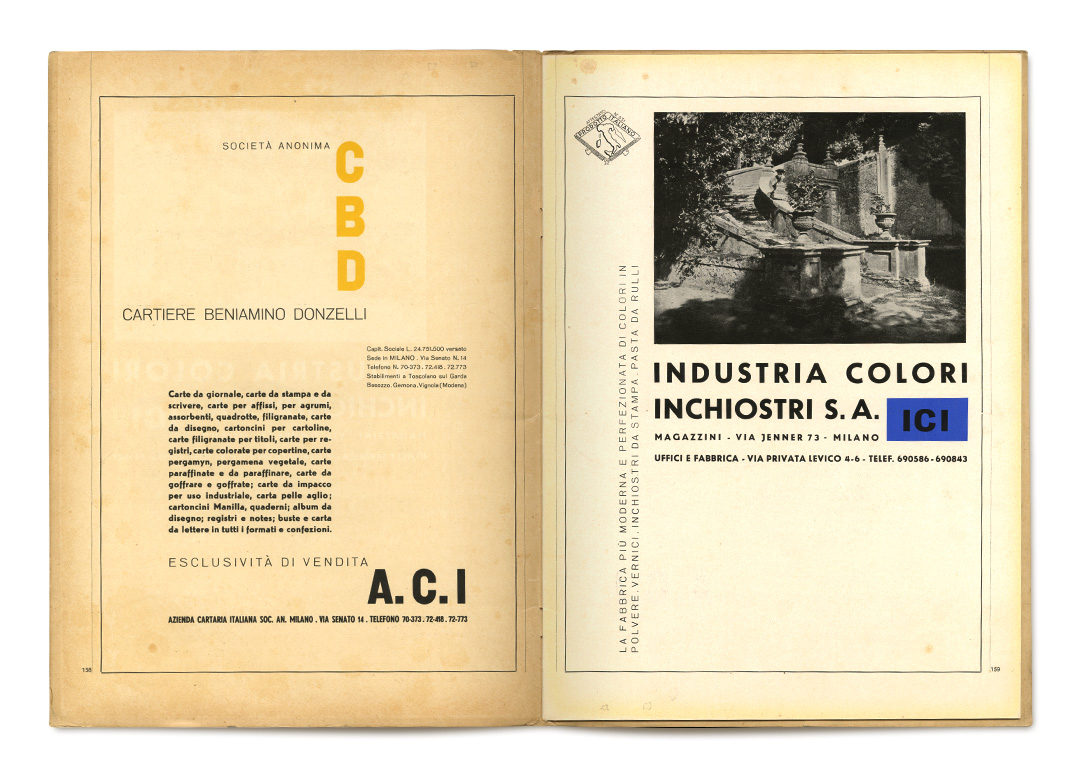 SOCIETÀ ANONIMA
C
B
D
CARTIERE BENIAMINO DONZELLI
Capit. Sociale L. 24.751.500 versato
Sede in MILANO . Via Senato N. 14
Telefono N. 70-373 . 72-418 . 72-773
Stabilimenti a Toscolano sul Garda
Besozzo. Gemona. Vignola (Modena)
Carte da giornale, carte da stampa e da
scrivere, carte per affissi, per agrumi,
assorbenti, quadrotte, filigranate, carte
da disegno, cartoncini per cartoline,
carte filigranate per titoli, carte per re-
gistri, carte colorate per copertine, carte
pergamyn, pergamena vegetale, carte
paraffinate e da paraffinare, carte da
goffrare e goffrate; carte da impacco
per uso industriale, carta pelle aglio;
cartoncini Manilla, quaderni; album da
disegno; registri e notes; buste e carta
da lettere in tutti i formati e confezioni.
ESCLUSIVITÀ DI VENDITA
A.C.I
AZIENDA CARTARIA ITALIANA SOC. AN. MILANO . VIA SENATO 14 . TELEFONO 70-373 . 72-418 . 72-773
PRODOTTO ITALIANO
LA FABBRICA PIÙ MODERNA E PERFEZIONATA DI COLORI IN
POLVERE. VERNICI. INCHIOSTRI DA STAMPA. PASTA DA RULLI
INDUSTRIA COLORI
INCHIOSTRI S. A.
ICI
MAGAZZINI - VIA JENNER 73 - MILANO
UFFICI E FABBRICA - VIA PRIVATA LEVICO 4-6 - TELEF. 690586-690843
159